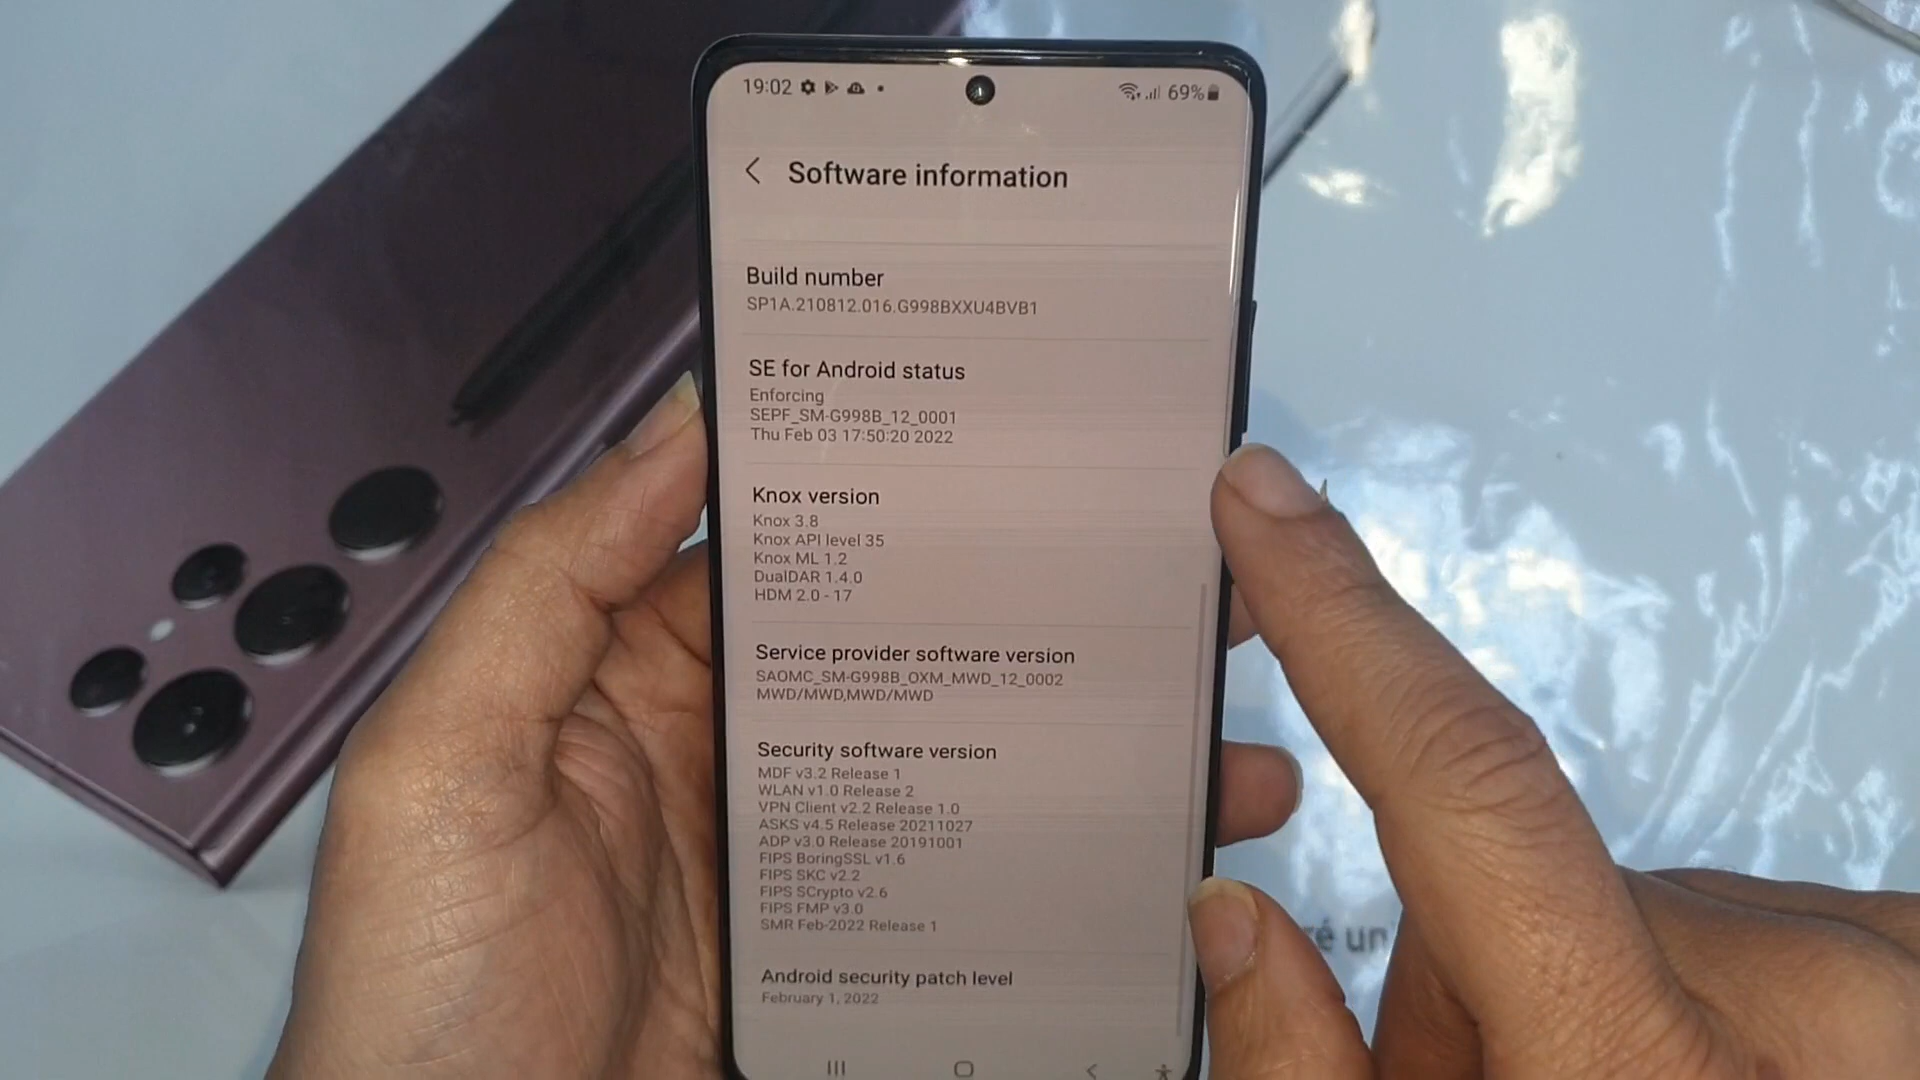 19:02
69%
Software information
Build number
SP1A.210812.016.G998BXXU4BVB1
SE for Android status
Enforcing
SEPF_SM-G998B_12_0001
Thu Feb 03 17:50:20 2022
Knox version
Knox 3.8
Knox API level 35
Knox ML 1.2
DualDAR 1.4.0
HDM 2.0 - 17
Service provider software version
SAOMC_SM-G998B_OXM_MWD_12_0002
MWD/MWD,MWD/MWD
Security software version
MDF v3.2 Release 1
WLAN v1.0 Release 2
VPN Client v2.2 Release 1.0
ASKS v4.5 Release 20211027
ADP v3.0 Release 20191001
FIPS BoringSSL v1.6
FIPS SKC v2.2
FIPS SCrypto v2.6
FIPS FMP v3.0
SMR Feb-2022 Release 1
Android security patch level
February 1, 2022
ré un